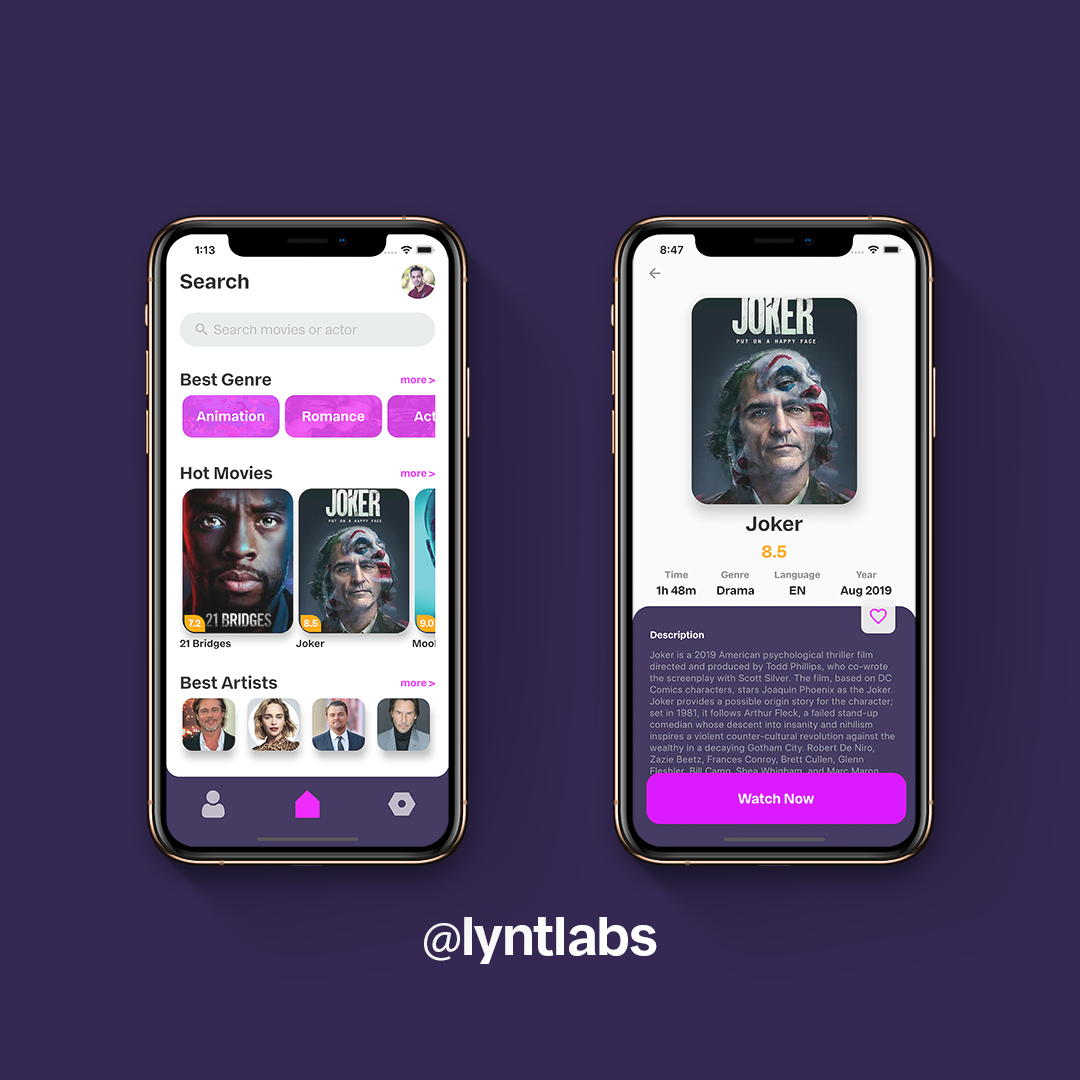 1:13
Search
Search movies or actor
Best Genre
more >
Animation
Romance
Act
Hot Movies
more >
JOKER
PUT ON A HAPPY FACE
21 BRIDGES
7.2
8.5
9.0
21 Bridges
Joker
Moo
Best Artists
more >
8:47
JOKER
PUT ON A HAPPY FACE
Joker
8.5
Time
Genre
Language
Year
1h 48m
Drama
EN
Aug 2019
Description
Joker is a 2019 American psychological thriller film
directed and produced by Todd Phillips, who co-wrote
the screenplay with Scott Silver. The film, based on DC
Comics characters, stars Joaquin Phoenix as the Joker.
Joker provides a possible origin story for the character;
set in 1981, it follows Arthur Fleck, a failed stand-up
comedian whose descent into insanity and nihilism
inspires a violent counter-cultural revolution against the
wealthy in a decaying Gotham City. Robert De Niro,
Zazie Beetz, Frances Conroy, Brett Cullen, Glenn
Fleshler, Bill Camp, Shea Whigham, and Marc Maron
Watch Now
@lyntlabs